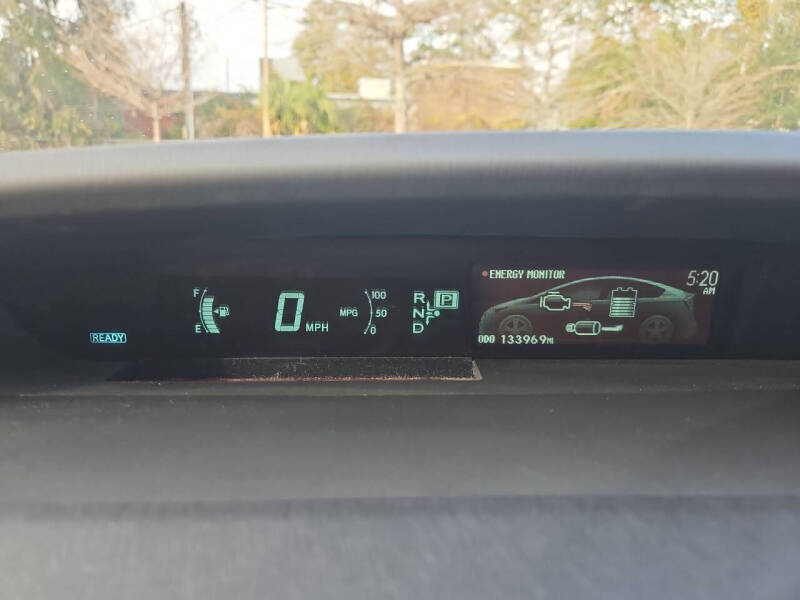 READY
F
E
0 MPH
MPG
100
50
0
R
N
D
P
ENERGY MONITOR
5:20
AM
ODO 133969MI